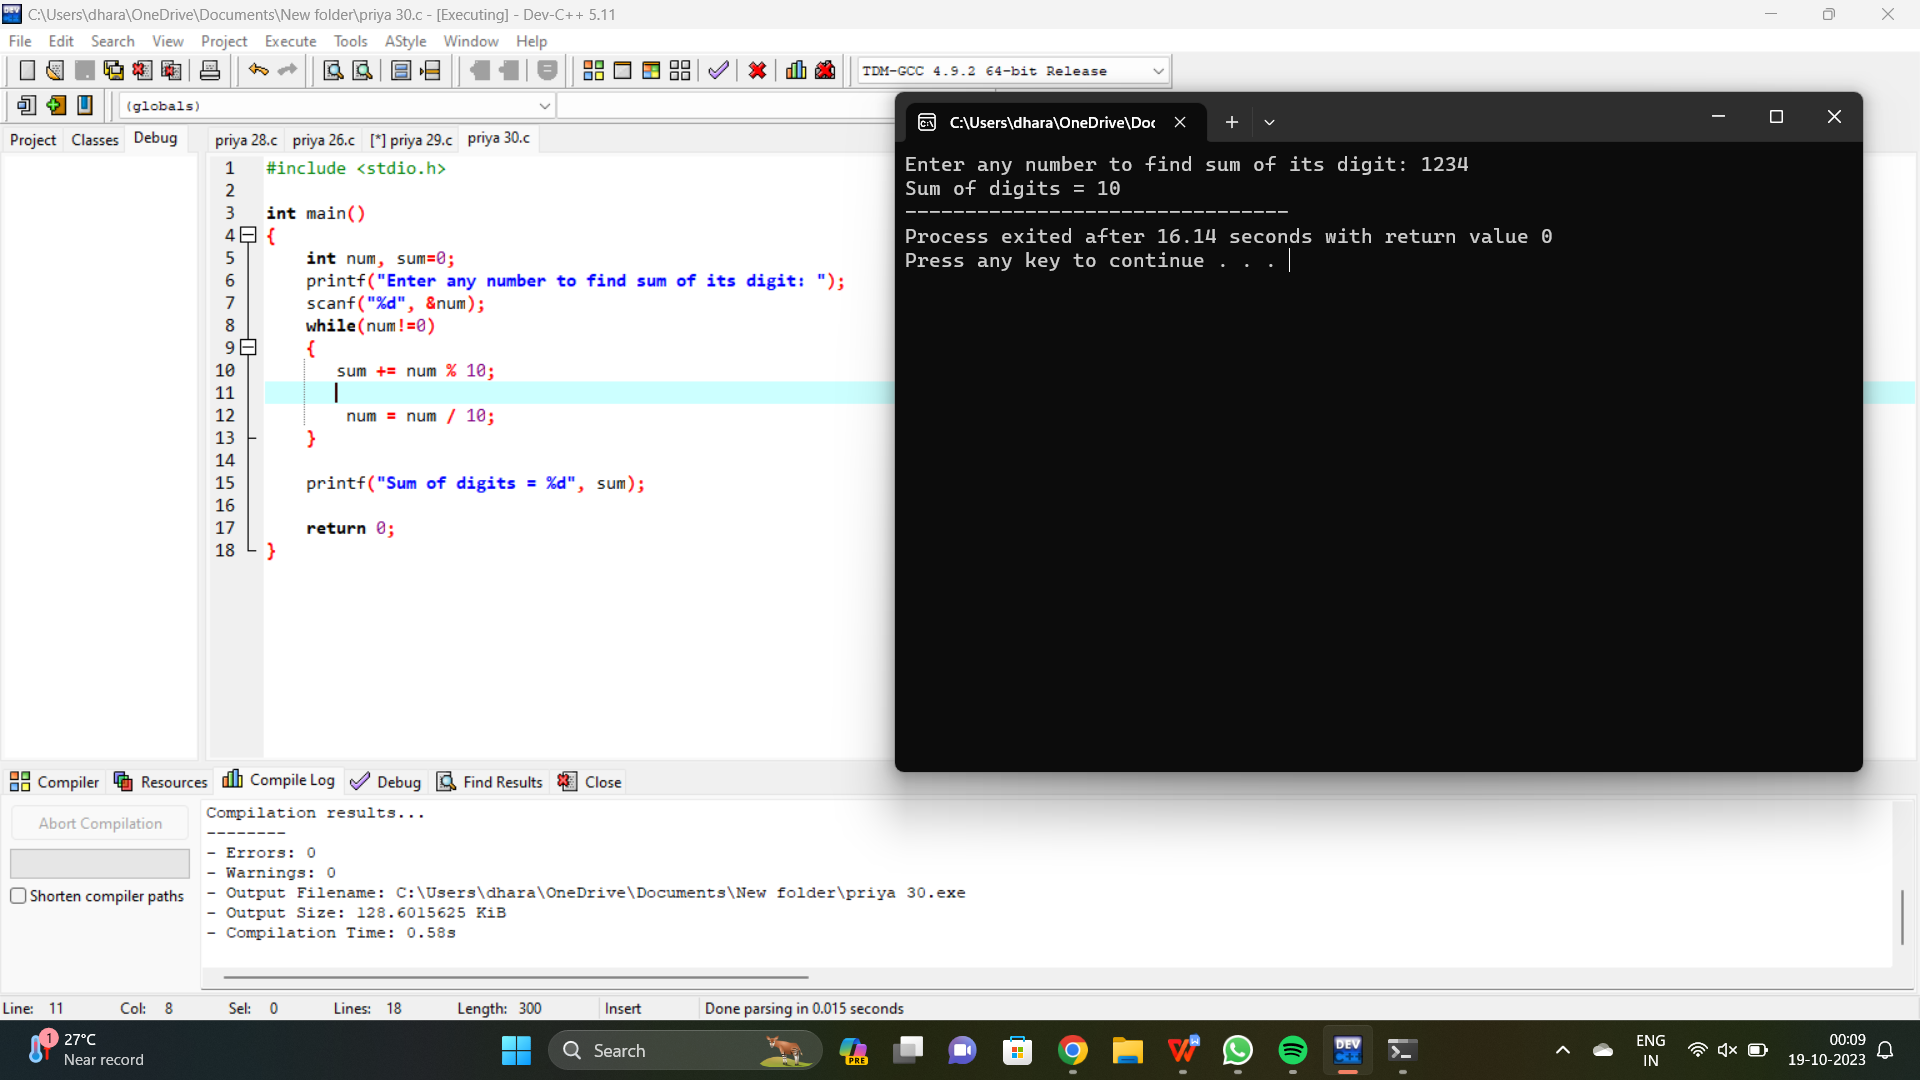 C:\Users\dhara\OneDrive\Documents\New folder\priya 30.c - [Executing] - Dev-C++ 5.11
File Edit Search View Project Execute Tools AStyle Window Help
TDM-GCC 4.9.2 64-bit Release
(globals)
Project Classes Debug
priya 28.c priya 26.c [*] priya 29.c priya 30.c
1 #include <stdio.h>
2
3 int main()
4 {
5 int num, sum=0;
6 printf("Enter any number to find sum of its digit: ");
7 scanf("%d", &num);
8 while(num!=0)
9 {
10 sum += num % 10;
11
12 num = num / 10;
13 }
14
15 printf("Sum of digits = %d", sum);
16
17 return 0;
18 }
C:\Users\dhara\OneDrive\Doc
Enter any number to find sum of its digit: 1234
Sum of digits = 10
--------------------------------
Process exited after 16.14 seconds with return value 0
Press any key to continue . . .
Compiler Resources Compile Log Debug Find Results Close
Abort Compilation
Shorten compiler paths
Compilation results...
--------
- Errors: 0
- Warnings: 0
- Output Filename: C:\Users\dhara\OneDrive\Documents\New folder\priya 30.exe
- Output Size: 128.6015625 KiB
- Compilation Time: 0.58s
Line: 11 Col: 8 Sel: 0 Lines: 18 Length: 300 Insert Done parsing in 0.015 seconds
1
27°C
Near record
Search
PRE
DEV
C++
ENG
IN
00:09
19-10-2023